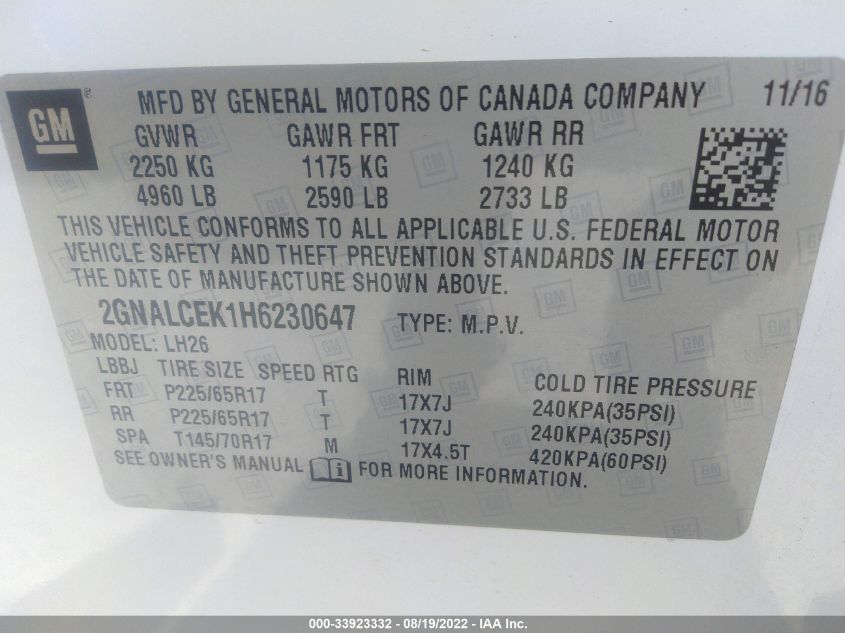 GM ® MFD BY GENERAL MOTORS OF CANADA COMPANY 11/16
GVWR GAWR FRT GAWR RR
2250 KG 1175 KG 1240 KG
4960 LB 2590 LB 2733 LB
THIS VEHICLE CONFORMS TO ALL APPLICABLE U.S. FEDERAL MOTOR
VEHICLE SAFETY AND THEFT PREVENTION STANDARDS IN EFFECT ON
THE DATE OF MANUFACTURE SHOWN ABOVE.
2GNALCEK1H6230647 TYPE: M.P.V.
MODEL: LH26
LBBJ TIRE SIZE SPEED RTG RIM COLD TIRE PRESSURE
FRT P225/65R17 T 17X7J 240KPA(35PSI)
RR P225/65R17 T 17X7J 240KPA(35PSI)
SPA T145/70R17 M 17X4.5T 420KPA(60PSI)
SEE OWNER'S MANUAL i FOR MORE INFORMATION.
000-33923332 - 08/19/2022 - IAA Inc.